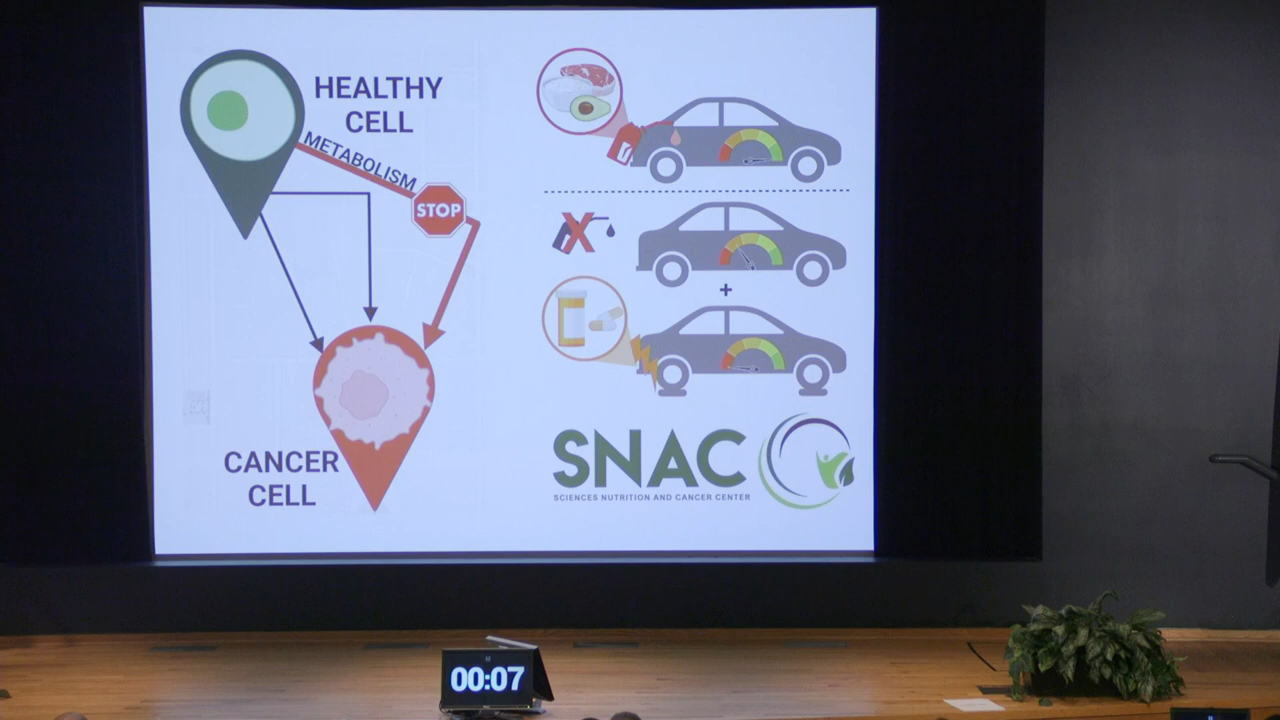 HEALTHY
CELL
METABOLISM
STOP
CANCER
CELL
X
+
SNAC
SCIENCES NUTRITION AND CANCER CENTER
00:07